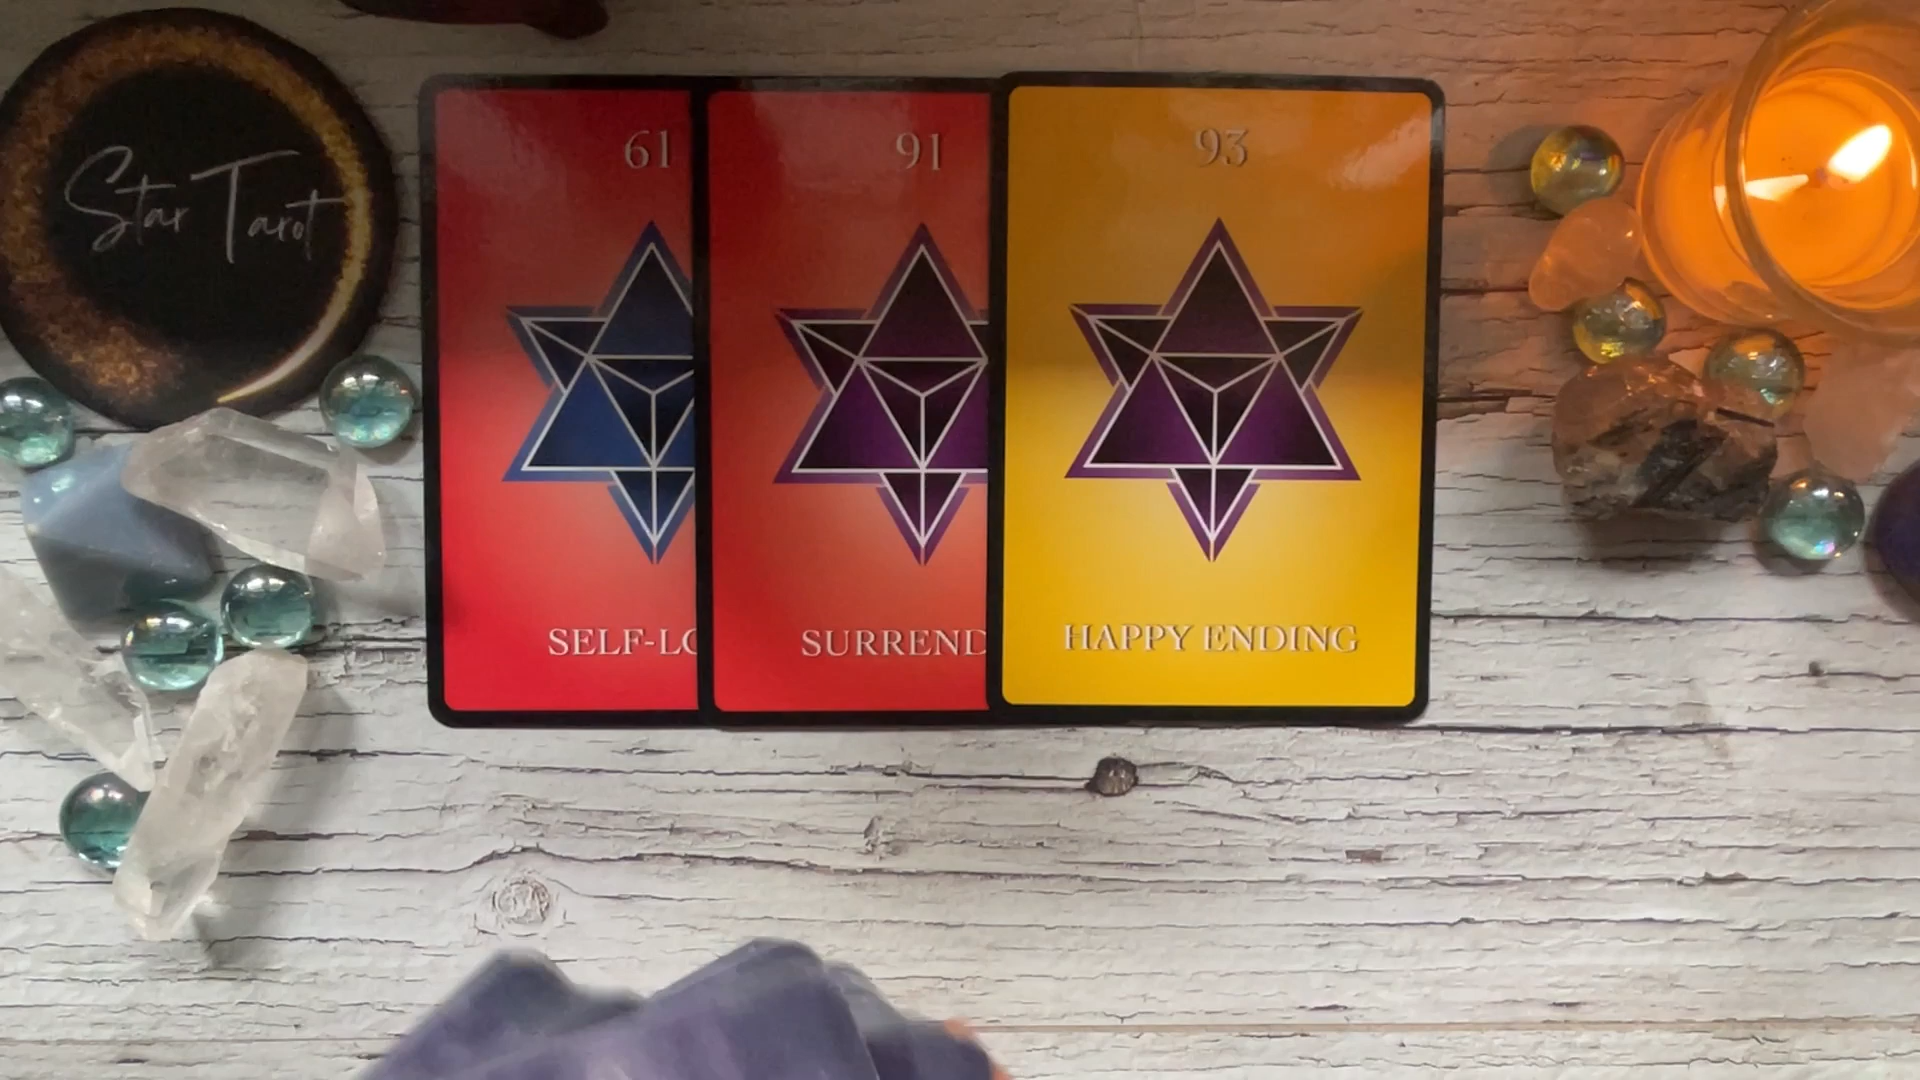 Star Tarot
61
SELF-LO
91
SURREND
93
HAPPY ENDING